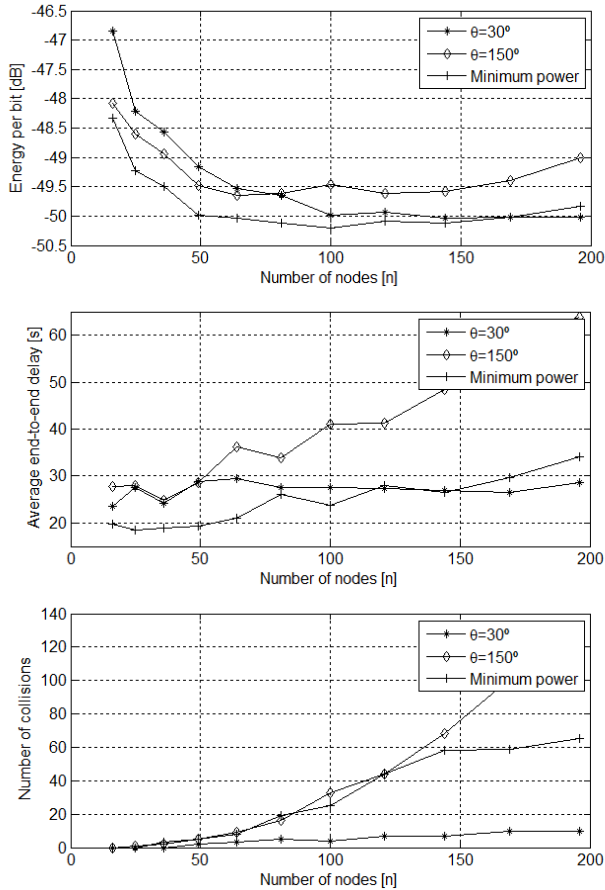 -46.5
-47
-47.5
-48
-48.5
-49
-49.5
-50
-50.5
Energy per bit [dB]
θ=30º
θ=150º
Minimum power
0 50 100 150 200
Number of nodes [n]
60
50
40
30
20
Average end-to-end delay [s]
θ=30º
θ=150º
Minimum power
0 50 100 150 200
Number of nodes [n]
140
120
100
80
60
40
20
0
Number of collisions
θ=30º
θ=150º
Minimum power
0 50 100 150 200
Number of nodes [n]